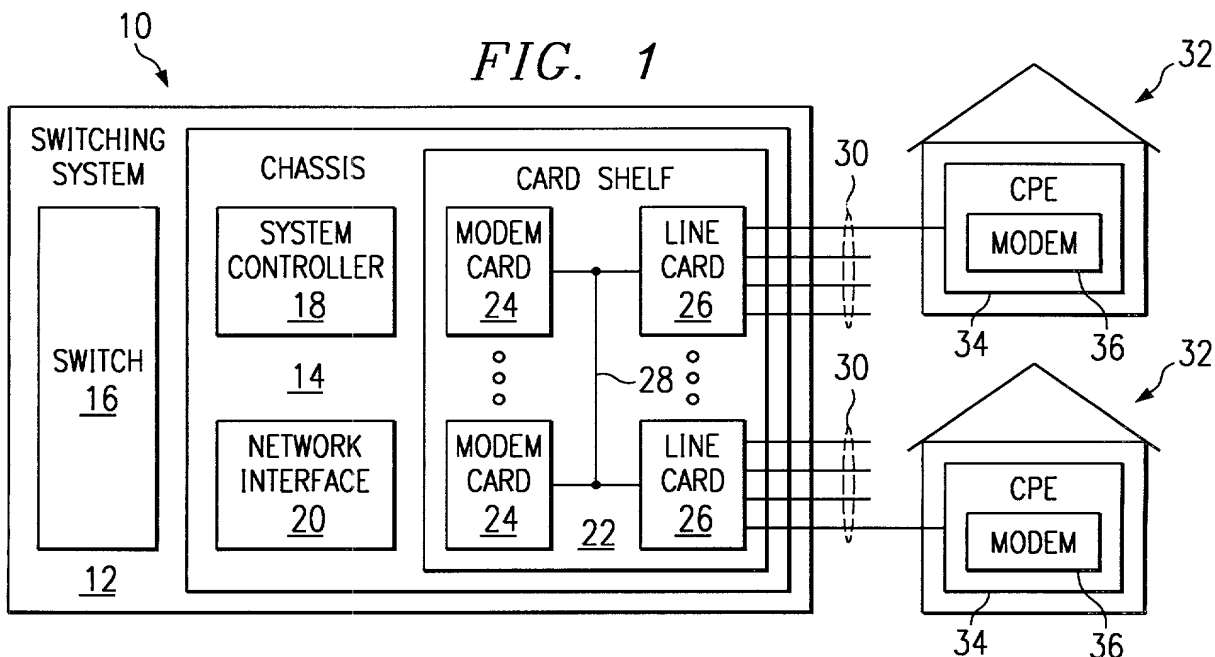 FIG. 1
10
SWITCHING
SYSTEM
SWITCH
16
12
CHASSIS
SYSTEM
CONTROLLER
18
14
NETWORK
INTERFACE
20
CARD SHELF
MODEM
CARD
24
LINE
CARD
26
28
MODEM
CARD
24
22
LINE
CARD
26
30
30
32
CPE
MODEM
34
36
32
CPE
MODEM
34
36